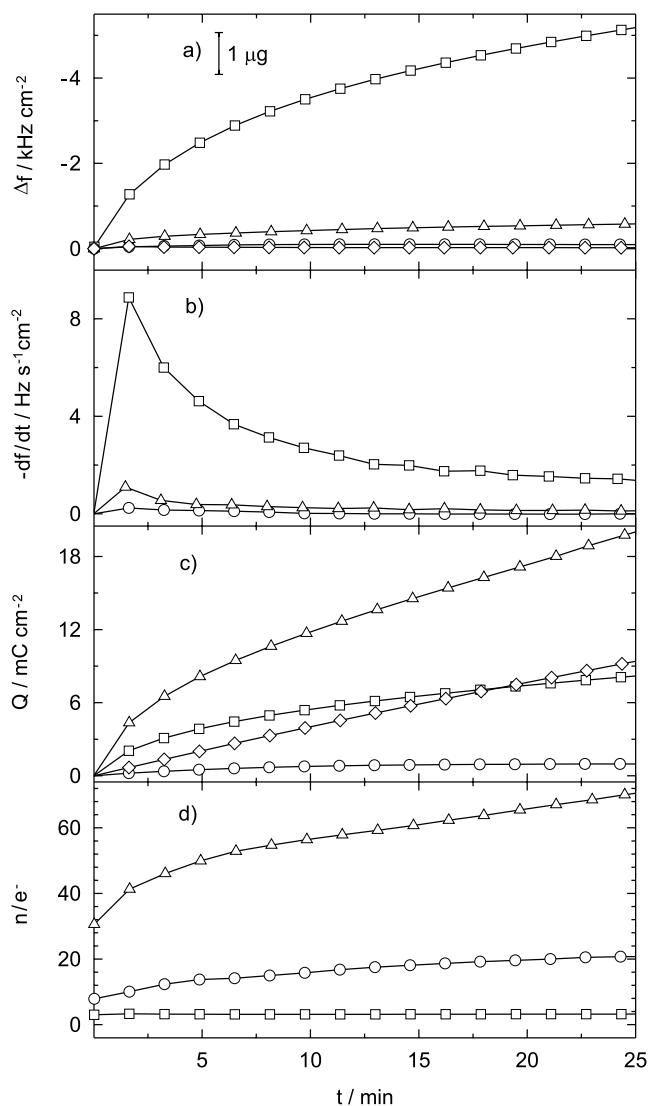 a)
1 μg
-4
-2
0
Δf / kHz cm-2
b)
8
4
0
-df/dt / Hz s-1cm-2
c)
18
12
6
0
Q / mC cm-2
d)
60
40
20
0
n/e-
5 10 15 20 25
t / min